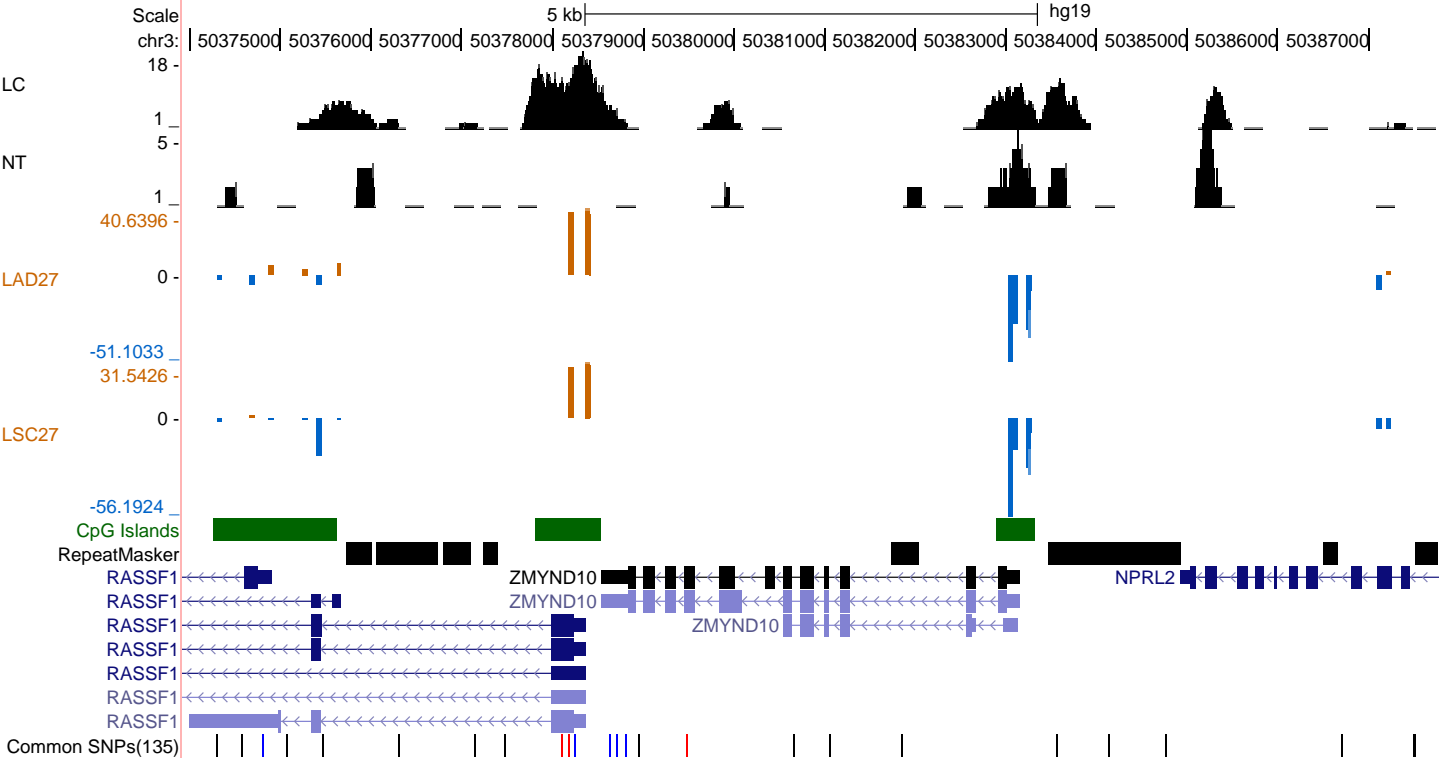 Scale 5 kb hg19
chr3: 50375000 50376000 50377000 50378000 50379000 50380000 50381000 50382000 50383000 50384000 50385000 50386000 50387000
18 -
LC
1 _
5 -
NT
1 _
40.6396 -
LAD27 0 -
-51.1033 _
31.5426 -
0 -
LSC27
-56.1924 _
CpG Islands
RepeatMasker
RASSF1 ZMYND10 NPRL2
RASSF1 ZMYND10
RASSF1 ZMYND10
RASSF1
RASSF1
RASSF1
RASSF1
Common SNPs(135)